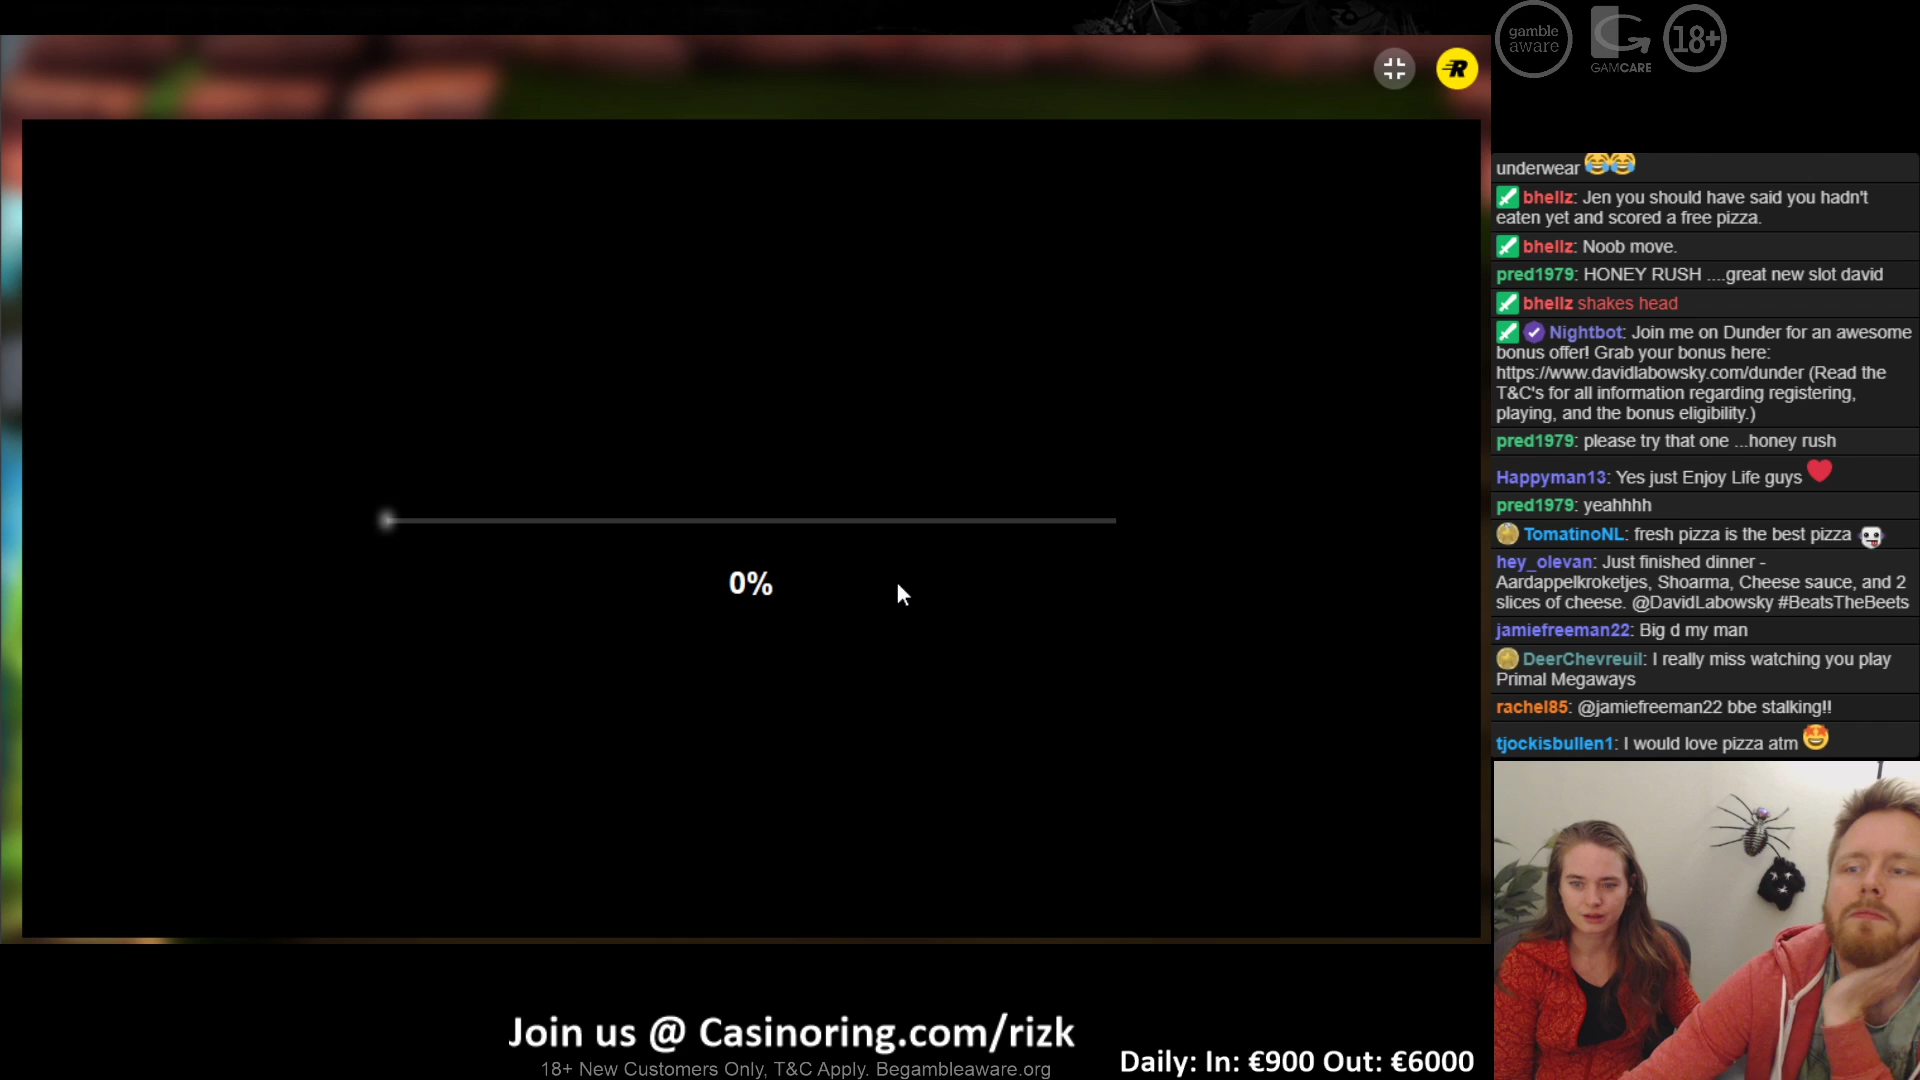 gamble
aware
GAMCARE
18+
R
underwear
bhellz: Jen you should have said you hadn't
eaten yet and scored a free pizza.
bhellz: Noob move.
pred1979: HONEY RUSH ....great new slot david
bhellz shakes head
Nightbot: Join me on Dunder for an awesome
bonus offer! Grab your bonus here:
https://www.davidlabowsky.com/dunder (Read the
T&C's for all information regarding registering,
playing, and the bonus eligibility.)
pred1979: please try that one ...honey rush
Happyman13: Yes just Enjoy Life guys
pred1979: yeahhhh
TomatinoNL: fresh pizza is the best pizza
hey_olevan: Just finished dinner -
Aardappelkroketjes, Shoarma, Cheese sauce, and 2
slices of cheese. @DavidLabowsky #BeatsTheBeets
jamiefreeman22: Big d my man
DeerChevreuil: I really miss watching you play
Primal Megaways
rachel85: @jamiefreeman22 bbe stalking!!
tjockisbullen1: I would love pizza atm
0%
Join us @ Casinoring.com/rizk
18+ New Customers Only, T&C Apply. Begambleaware.org
Daily: In: €900 Out: €6000